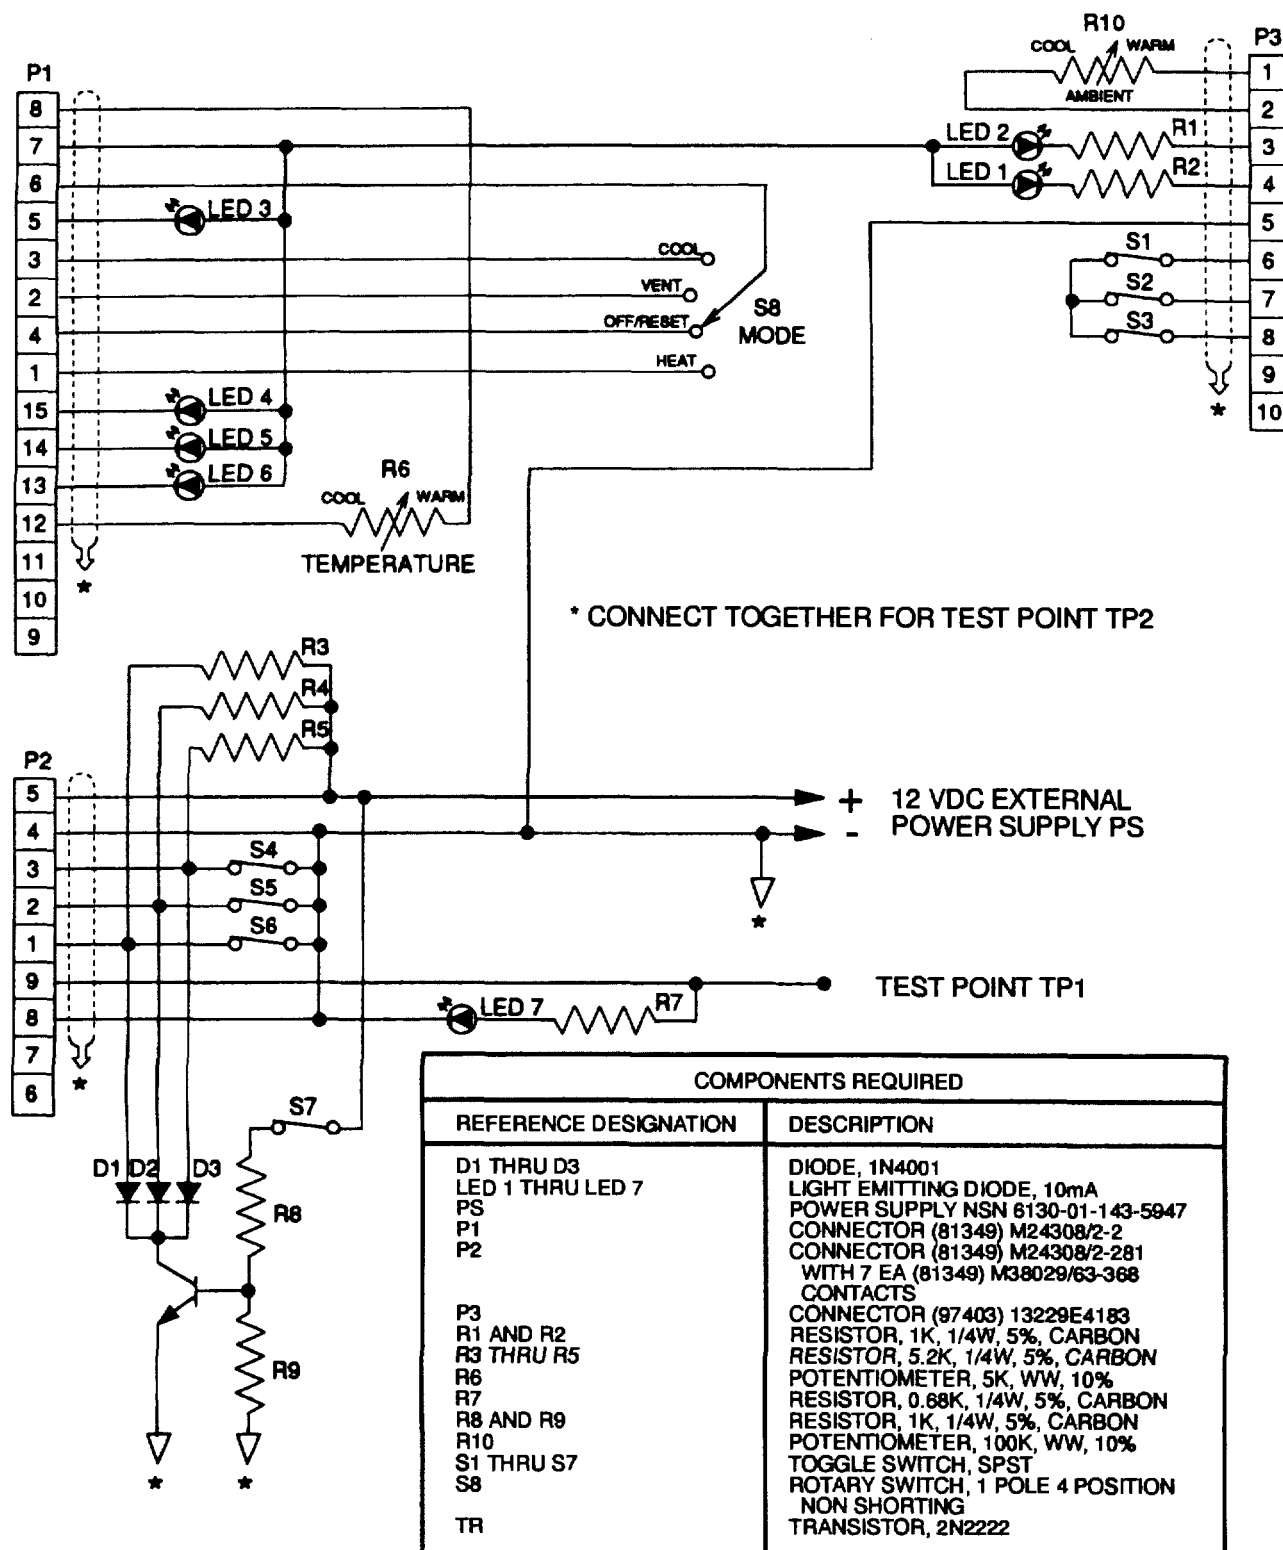 R10
COOL WARM
AMBIENT
P3
1
2
3
4
5
6
7
8
9
10
LED 2
R1
LED 1
R2
S1
S2
S3
*
P1
8
7
6
5
3
2
4
1
15
14
13
12
11
10
9
*
LED 3
COOL
VENT
OFF/RESET
HEAT
S8
MODE
LED 4
LED 5
LED 6
R6
COOL WARM
TEMPERATURE
* CONNECT TOGETHER FOR TEST POINT TP2
R3
R4
R5
P2
5
4
3
2
1
9
8
7
6
*
+ 12 VDC EXTERNAL
- POWER SUPPLY PS
*
S4
S5
S6
TEST POINT TP1
LED 7
R7
S7
D1 D2 D3
R8
R9
*
*
COMPONENTS REQUIRED
REFERENCE DESIGNATION DESCRIPTION
D1 THRU D3 DIODE, 1N4001
LED 1 THRU LED 7 LIGHT EMITTING DIODE, 10mA
PS POWER SUPPLY NSN 6130-01-143-5947
P1 CONNECTOR (81349) M24308/2-2
P2 CONNECTOR (81349) M24308/2-281
WITH 7 EA (81349) M38029/63-368
CONTACTS
P3 CONNECTOR (97403) 13229E4183
R1 AND R2 RESISTOR, 1K, 1/4W, 5%, CARBON
R3 THRU R5 RESISTOR, 5.2K, 1/4W, 5%, CARBON
R6 POTENTIOMETER, 5K, WW, 10%
R7 RESISTOR, 0.68K, 1/4W, 5%, CARBON
R8 AND R9 RESISTOR, 1K, 1/4W, 5%, CARBON
R10 POTENTIOMETER, 100K, WW, 10%
S1 THRU S7 TOGGLE SWITCH, SPST
S8 ROTARY SWITCH, 1 POLE 4 POSITION
NON SHORTING
TR TRANSISTOR, 2N2222